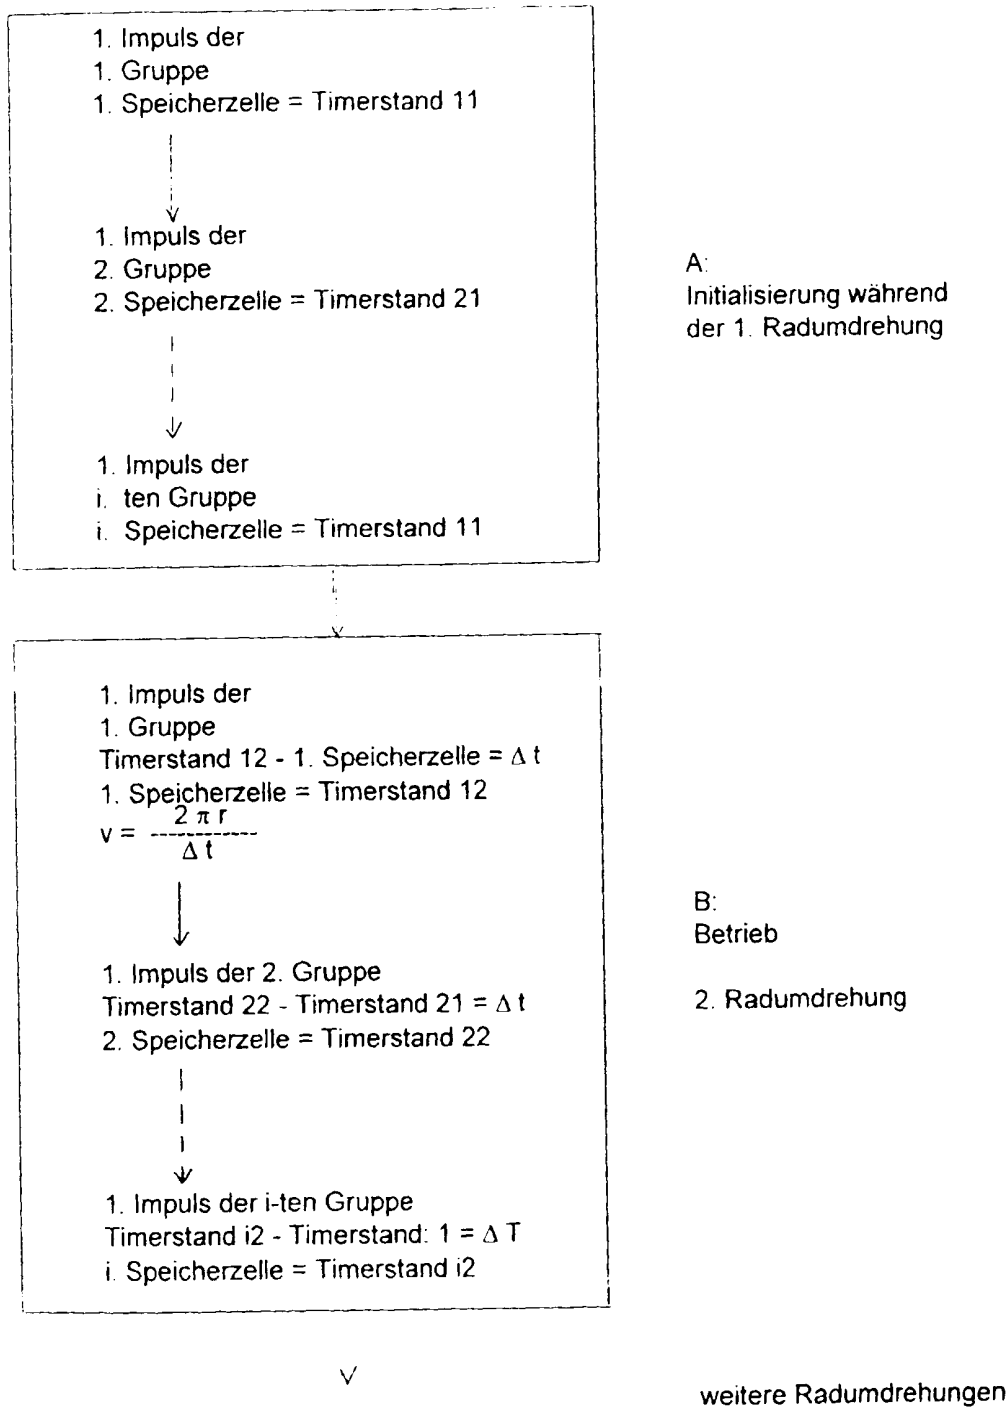 1. Impuls der
1. Gruppe
1. Speicherzelle = Timerstand 11
1. Impuls der
2. Gruppe
2. Speicherzelle = Timerstand 21
1. Impuls der
i. ten Gruppe
i. Speicherzelle = Timerstand 11
A:
Initialisierung während
der 1. Radumdrehung
1. Impuls der
1. Gruppe
Timerstand 12 - 1. Speicherzelle = Δ t
1. Speicherzelle = Timerstand 12
2 π r
v = ------------
Δ t
1. Impuls der 2. Gruppe
Timerstand 22 - Timerstand 21 = Δ t
2. Speicherzelle = Timerstand 22
1. Impuls der i-ten Gruppe
Timerstand i2 - Timerstand: 1 = Δ T
i. Speicherzelle = Timerstand i2
B:
Betrieb
2. Radumdrehung
weitere Radumdrehungen